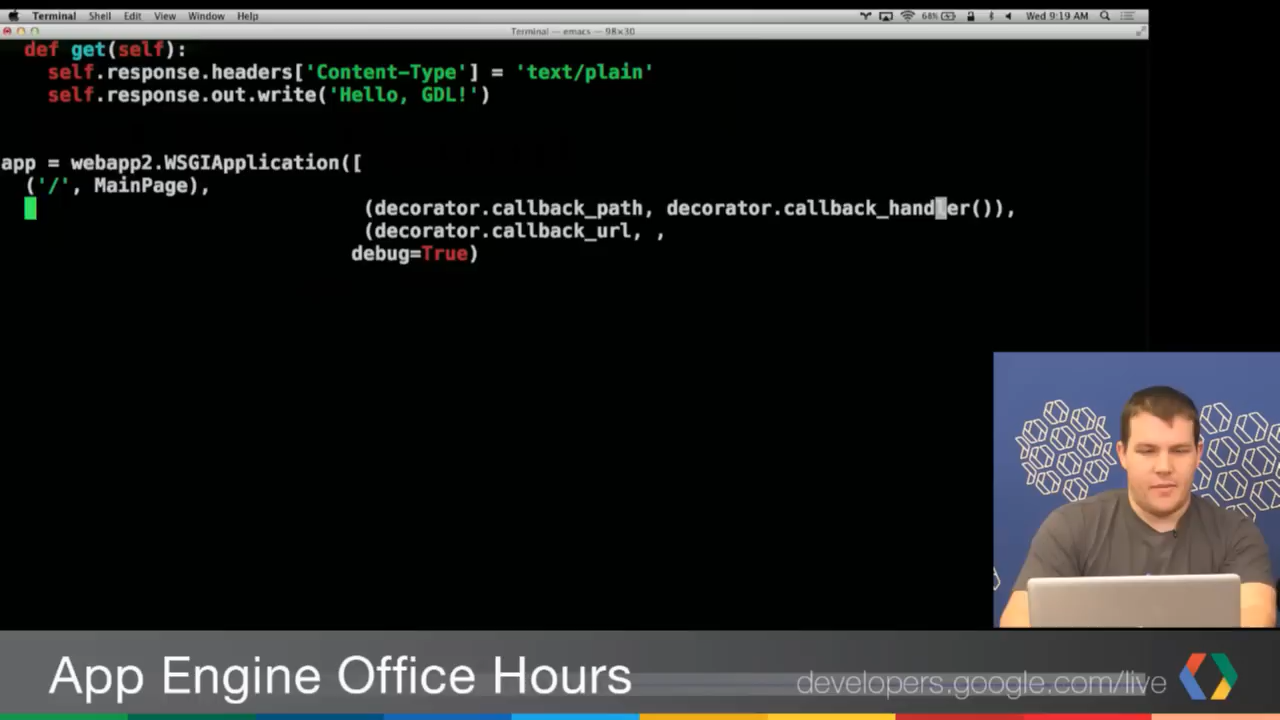 Terminal Shell Edit View Window Help 68% Wed 9:19 AM
Terminal — emacs — 98×30
def get(self):
self.response.headers['Content-Type'] = 'text/plain'
self.response.out.write('Hello, GDL!')
app = webapp2.WSGIApplication([
('/', MainPage),
(decorator.callback_path, decorator.callback_handler()),
(decorator.callback_url, ,
debug=True)
App Engine Office Hours
developers.google.com/live